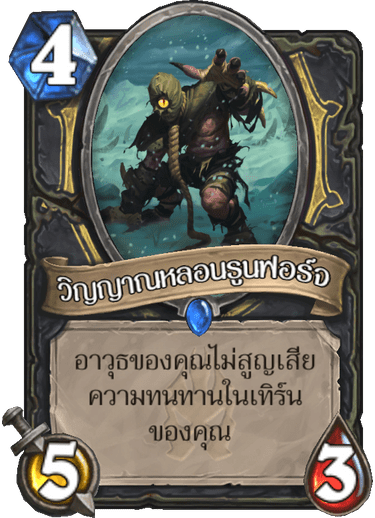 4
วิญญาณหลอนรูนฟอร์จ
อาวุธของคุณไม่สูญเสีย
ความทนทานในเทิร์น
ของคุณ
5
3